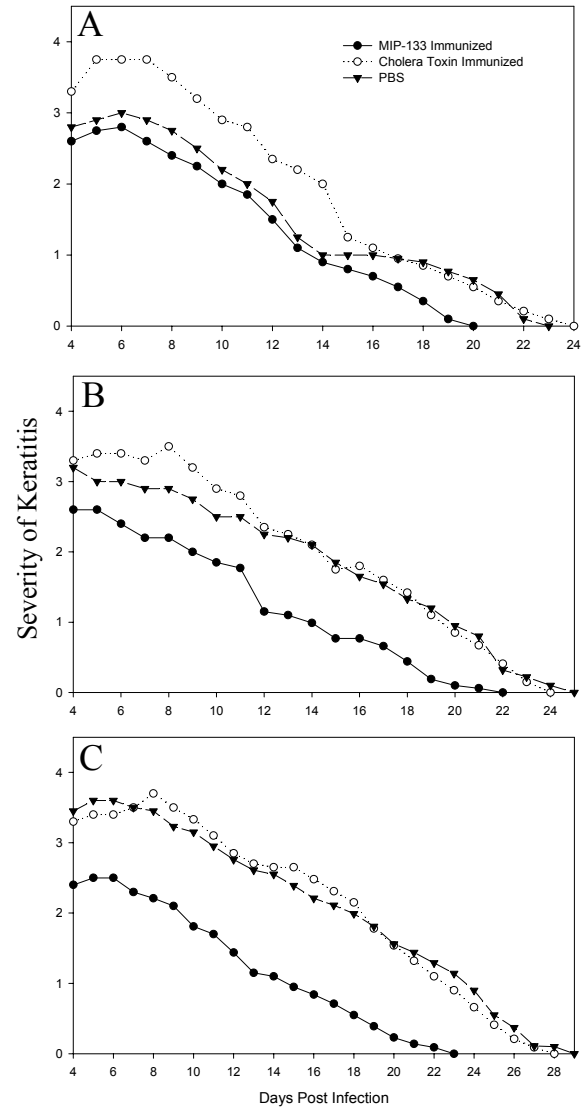 A
MIP-133 Immunized
Cholera Toxin Immunized
PBS
4
3
2
1
0
4 6 8 10 12 14 16 18 20 22 24
B
4
3
2
1
0
4 6 8 10 12 14 16 18 20 22 24
Severity of Keratitis
C
4
3
2
1
0
4 6 8 10 12 14 16 18 20 22 24 26 28
Days Post Infection